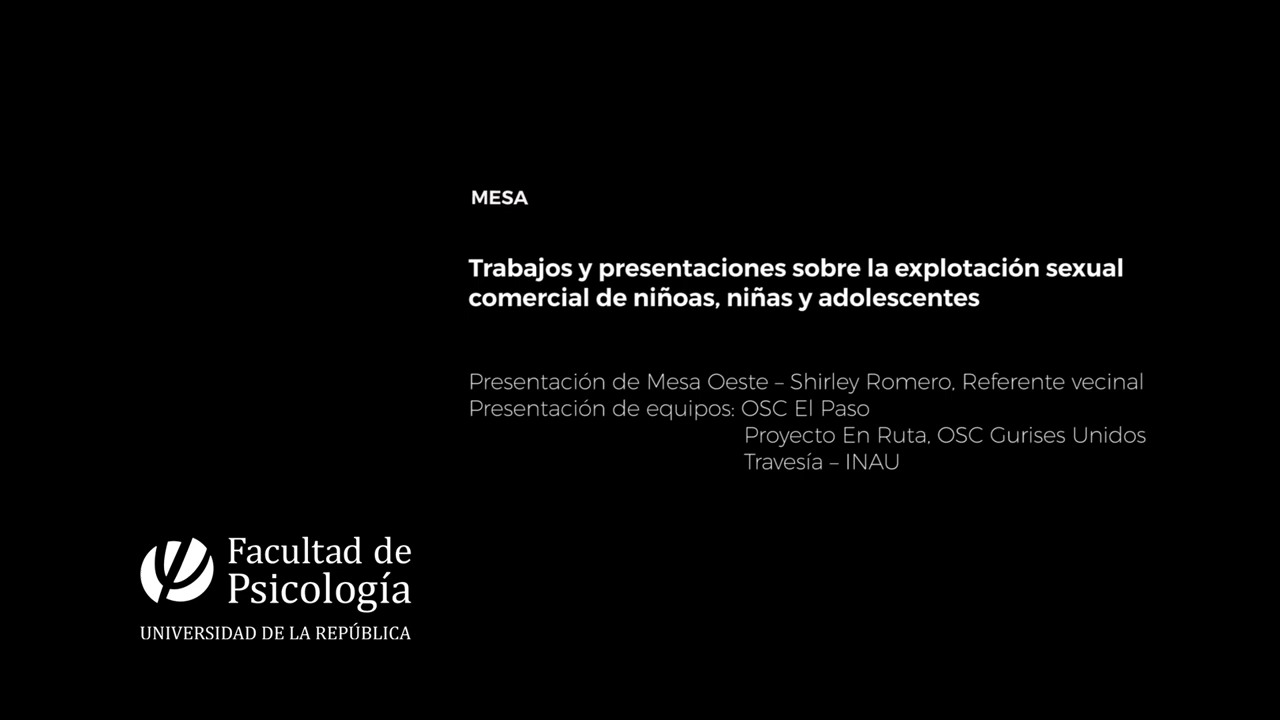 MESA
Trabajos y presentaciones sobre la explotación sexual
comercial de niñoas, niñas y adolescentes
Presentación de Mesa Oeste – Shirley Romero, Referente vecinal
Presentación de equipos: OSC El Paso
Proyecto En Ruta, OSC Gurises Unidos
Travesía – INAU
Facultad de
Psicología
UNIVERSIDAD DE LA REPÚBLICA